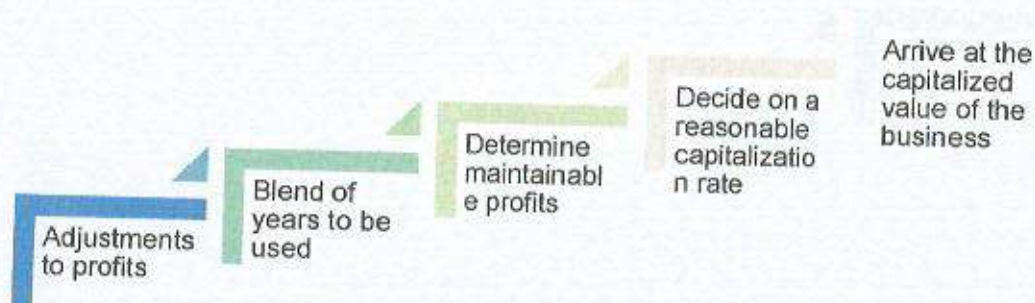 Adjustments
to profits
Blend of
years to be
used
Determine
maintainabl
e profits
Decide on a
reasonable
capitalizatio
n rate
Arrive at the
capitalized
value of the
business